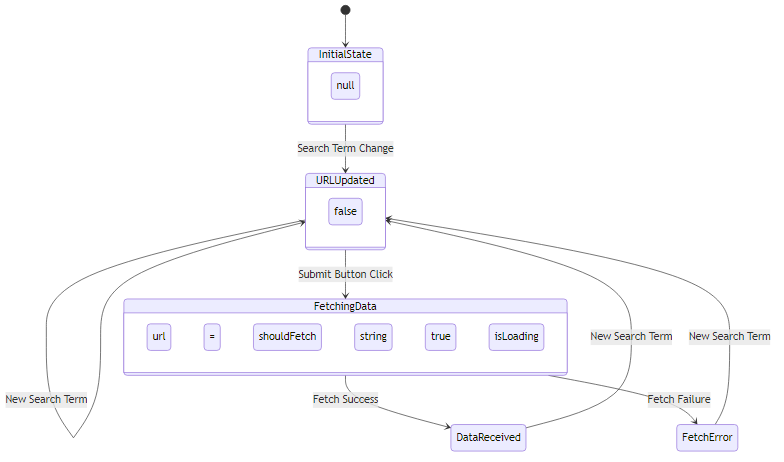 InitialState
null
Search Term Change
URLUpdated
false
Submit Button Click
FetchingData
url = shouldFetch string true isLoading
New Search Term New Search Term
New Search Term Fetch Success Fetch Failure
DataReceived FetchError